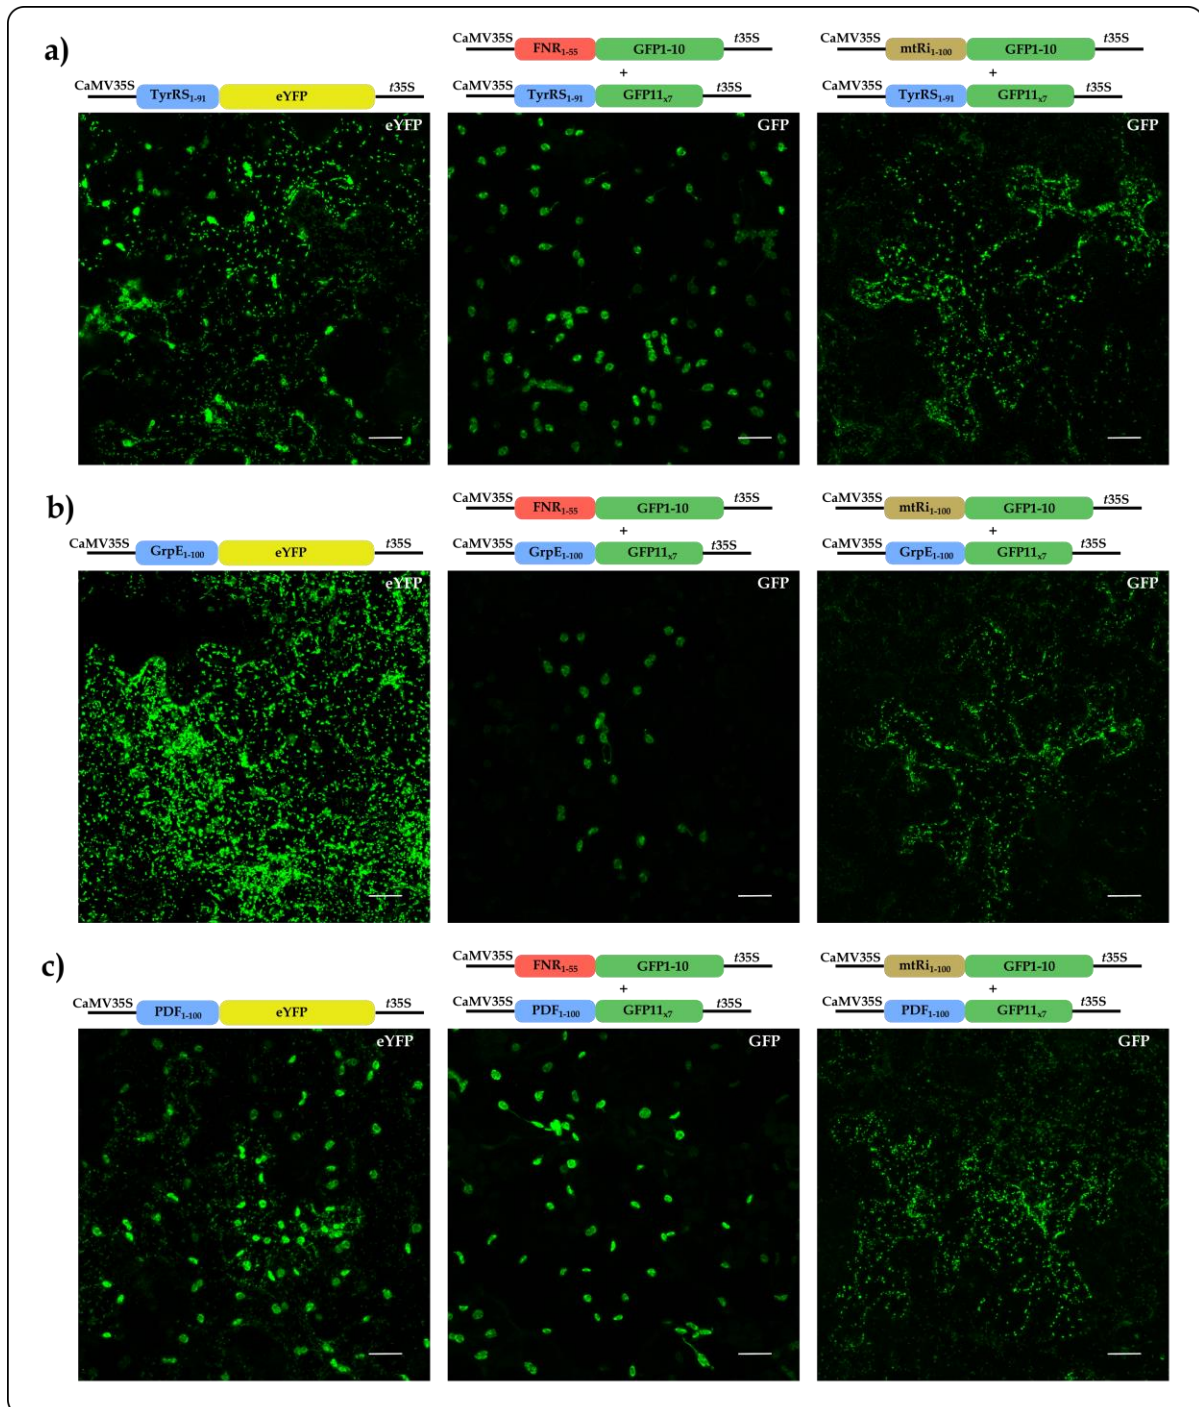 a)
CaMV35S TyrRS1-91 eYFP t35S
eYFP
CaMV35S FNR1-55 GFP1-10 t35S
+
CaMV35S TyrRS1-91 GFP11x7 t35S
GFP
CaMV35S mtRi1-100 GFP1-10 t35S
+
CaMV35S TyrRS1-91 GFP11x7 t35S
GFP
b)
CaMV35S GrpE1-100 eYFP t35S
eYFP
CaMV35S FNR1-55 GFP1-10 t35S
+
CaMV35S GrpE1-100 GFP11x7 t35S
GFP
CaMV35S mtRi1-100 GFP1-10 t35S
+
CaMV35S GrpE1-100 GFP11x7 t35S
GFP
c)
CaMV35S PDF1-100 eYFP t35S
eYFP
CaMV35S FNR1-55 GFP1-10 t35S
+
CaMV35S PDF1-100 GFP11x7 t35S
GFP
CaMV35S mtRi1-100 GFP1-10 t35S
+
CaMV35S PDF1-100 GFP11x7 t35S
GFP